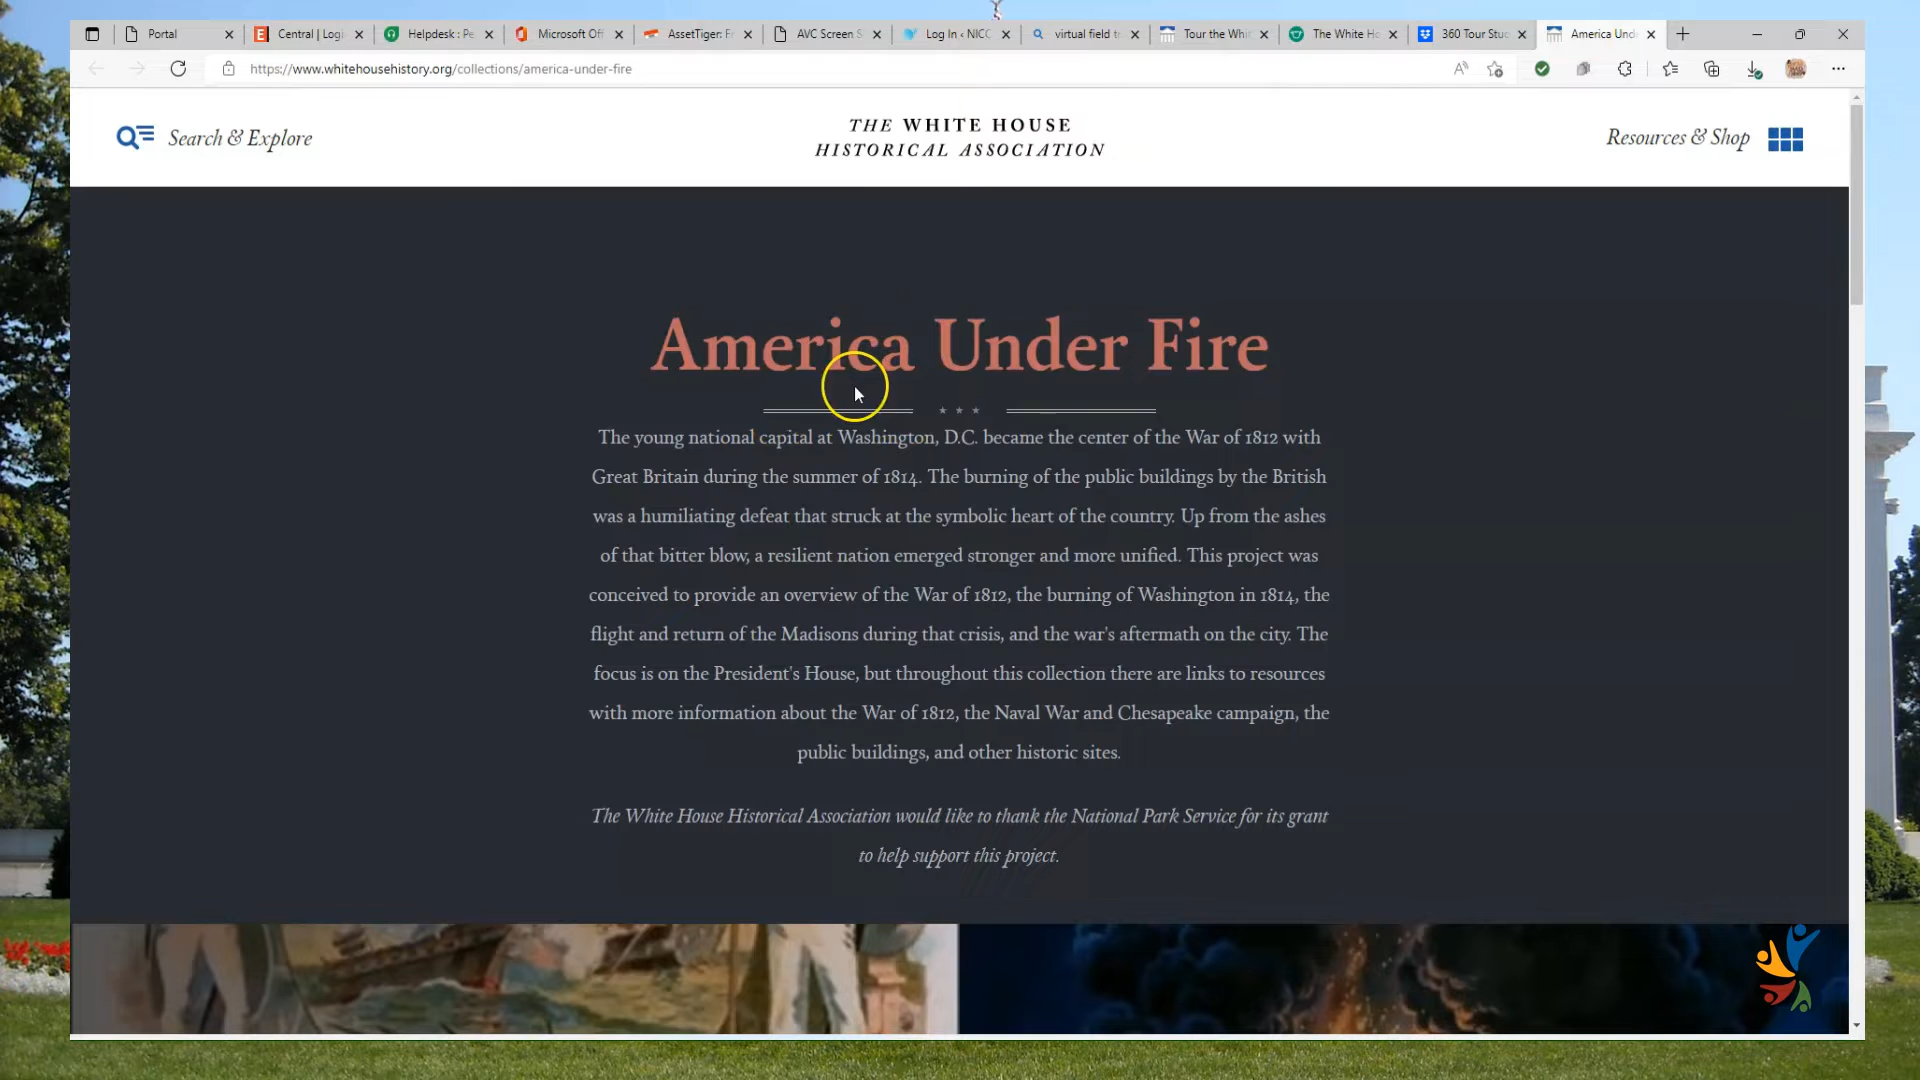 Portal
Central | Logi
Helpdesk : Pe
Microsoft Off
AssetTiger: Fr
AVC Screen S
Log In ‹ NICC
virtual field t
Tour the Whi
The White Ho
360 Tour Stud
America Und
https://www.whitehousehistory.org/collections/america-under-fire
Search & Explore
THE WHITE HOUSE
HISTORICAL ASSOCIATION
Resources & Shop
America Under Fire
The young national capital at Washington, D.C. became the center of the War of 1812 with
Great Britain during the summer of 1814. The burning of the public buildings by the British
was a humiliating defeat that struck at the symbolic heart of the country. Up from the ashes
of that bitter blow, a resilient nation emerged stronger and more unified. This project was
conceived to provide an overview of the War of 1812, the burning of Washington in 1814, the
flight and return of the Madisons during that crisis, and the war's aftermath on the city. The
focus is on the President's House, but throughout this collection there are links to resources
with more information about the War of 1812, the Naval War and Chesapeake campaign, the
public buildings, and other historic sites.
The White House Historical Association would like to thank the National Park Service for its grant
to help support this project.